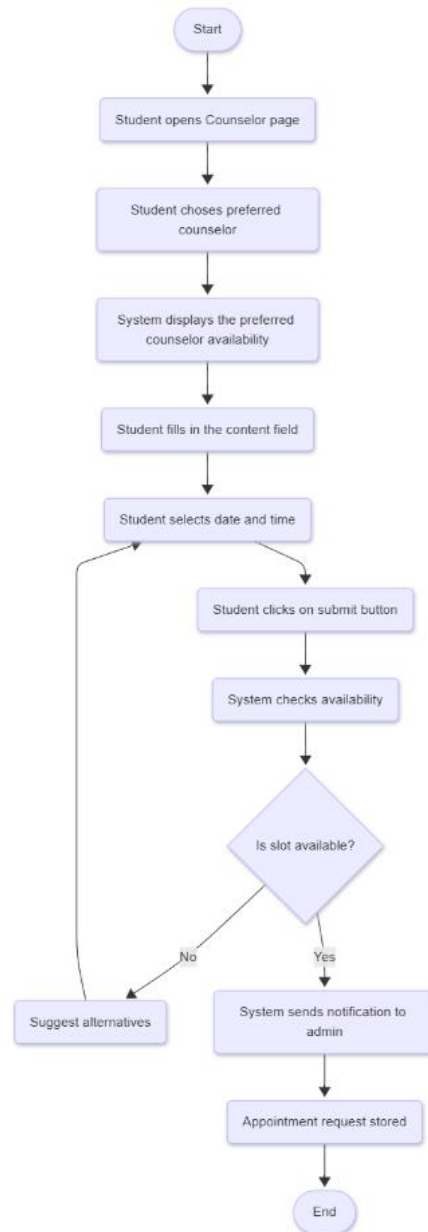 Start
Student opens Counselor page
Student choses preferred
counselor
System displays the preferred
counselor availability
Student fills in the content field
Student selects date and time
Student clicks on submit button
System checks availability
Is slot available?
No
Yes
Suggest alternatives
System sends notification to
admin
Appointment request stored
End